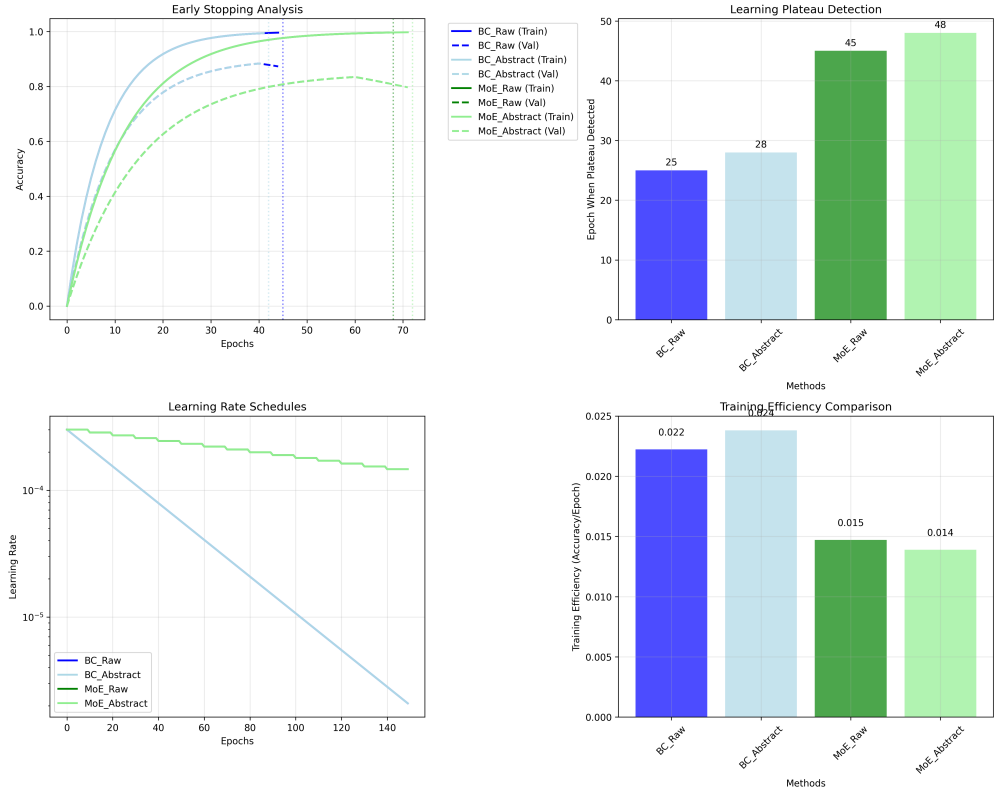 Early Stopping Analysis
1.0
0.8
0.6
0.4
0.2
0.0
Accuracy
0 10 20 30 40 50 60 70
Epochs
BC_Raw (Train)
BC_Raw (Val)
BC_Abstract (Train)
BC_Abstract (Val)
MoE_Raw (Train)
MoE_Raw (Val)
MoE_Abstract (Train)
MoE_Abstract (Val)
Learning Plateau Detection
50
40
30
20
10
0
Epoch When Plateau Detected
25
28
45
48
BC_Raw
BC_Abstract
MoE_Raw
MoE_Abstract
Methods
Learning Rate Schedules
10⁻⁴
10⁻⁵
Learning Rate
BC_Raw
BC_Abstract
MoE_Raw
MoE_Abstract
0 20 40 60 80 100 120 140
Epochs
Training Efficiency Comparison
0.025
0.020
0.015
0.010
0.005
0.000
Training Efficiency (Accuracy/Epoch)
0.022
0.024
0.015
0.014
BC_Raw
BC_Abstract
MoE_Raw
MoE_Abstract
Methods